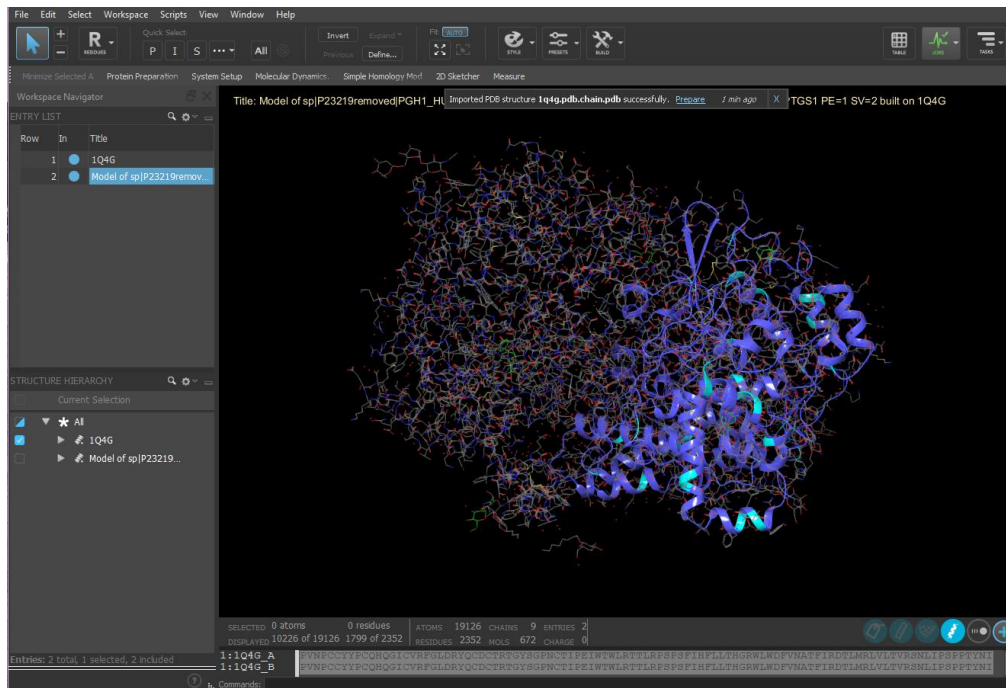 File Edit Select Workspace Scripts View Window Help
Quick Select:
Invert Expand
Fit: AUTO
R
RESIDUES
P I S ... All
Previous Define...
STYLE PRESETS BUILD
TABLE JOBS TASKS
Minimize Selected A Protein Preparation System Setup Molecular Dynamics. Simple Homology Mod 2D Sketcher Measure
Workspace Navigator
Title: Model of sp|P23219removed|PGH1_HU
Imported PDB structure 1q4g.pdb.chain.pdb successfully. Prepare 1 min ago X
TGS1 PE=1 SV=2 built on 1Q4G
ENTRY LIST
Row In Title
1 1Q4G
2 Model of sp|P23219remov...
STRUCTURE HIERARCHY
Current Selection
All
1Q4G
Model of sp|P23219...
SELECTED 0 atoms 0 residues ATOMS 19126 CHAINS 9 ENTRIES 2
DISPLAYED 10226 of 19126 1799 of 2352 RESIDUES 2352 MOLS 672 CHARGE 0
Entries: 2 total, 1 selected, 2 included
1:1Q4G_A
1:1Q4G_B
Commands: